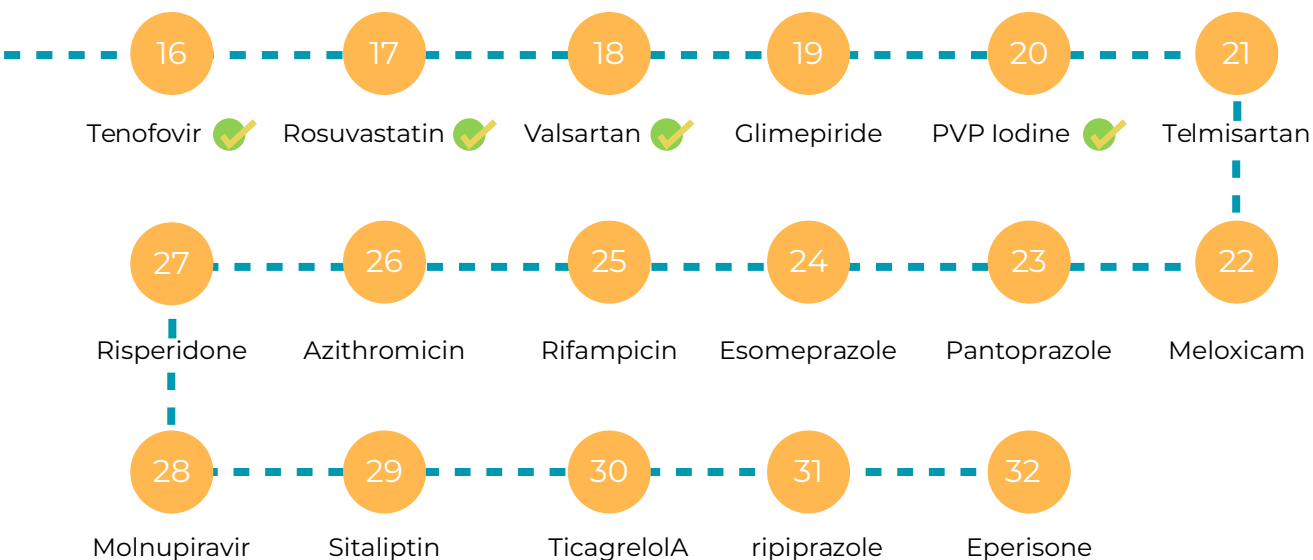 16 17 18 19 20 21
Tenofovir Rosuvastatin Valsartan Glimepiride PVP Iodine Telmisartan
27 26 25 24 23 22
Risperidone Azithromicin Rifampicin Esomeprazole Pantoprazole Meloxicam
28 29 30 31 32
Molnupiravir Sitaliptin TicagrelolA ripiprazole Eperisone